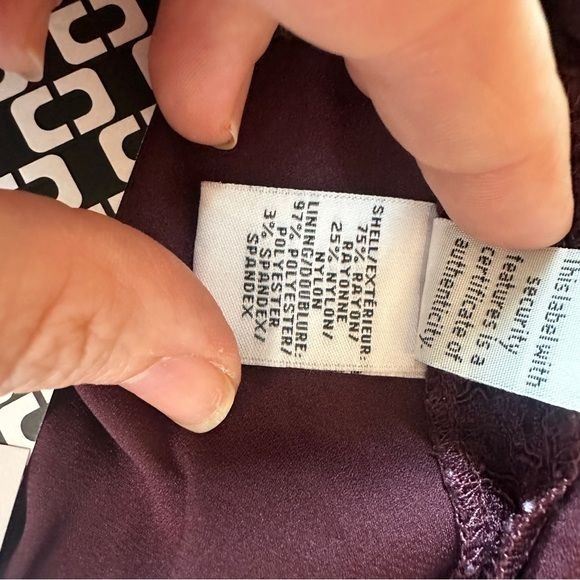 SHELL/EXTÉRIEUR:
75% RAYON/
RAYONNE
25% NYLON/
NYLON
LINING/DOUBLURE:
97% POLYESTER/
POLYESTER
3% SPANDEX/
SPANDEX
This label with
security
features is a
certificate of
authenticity